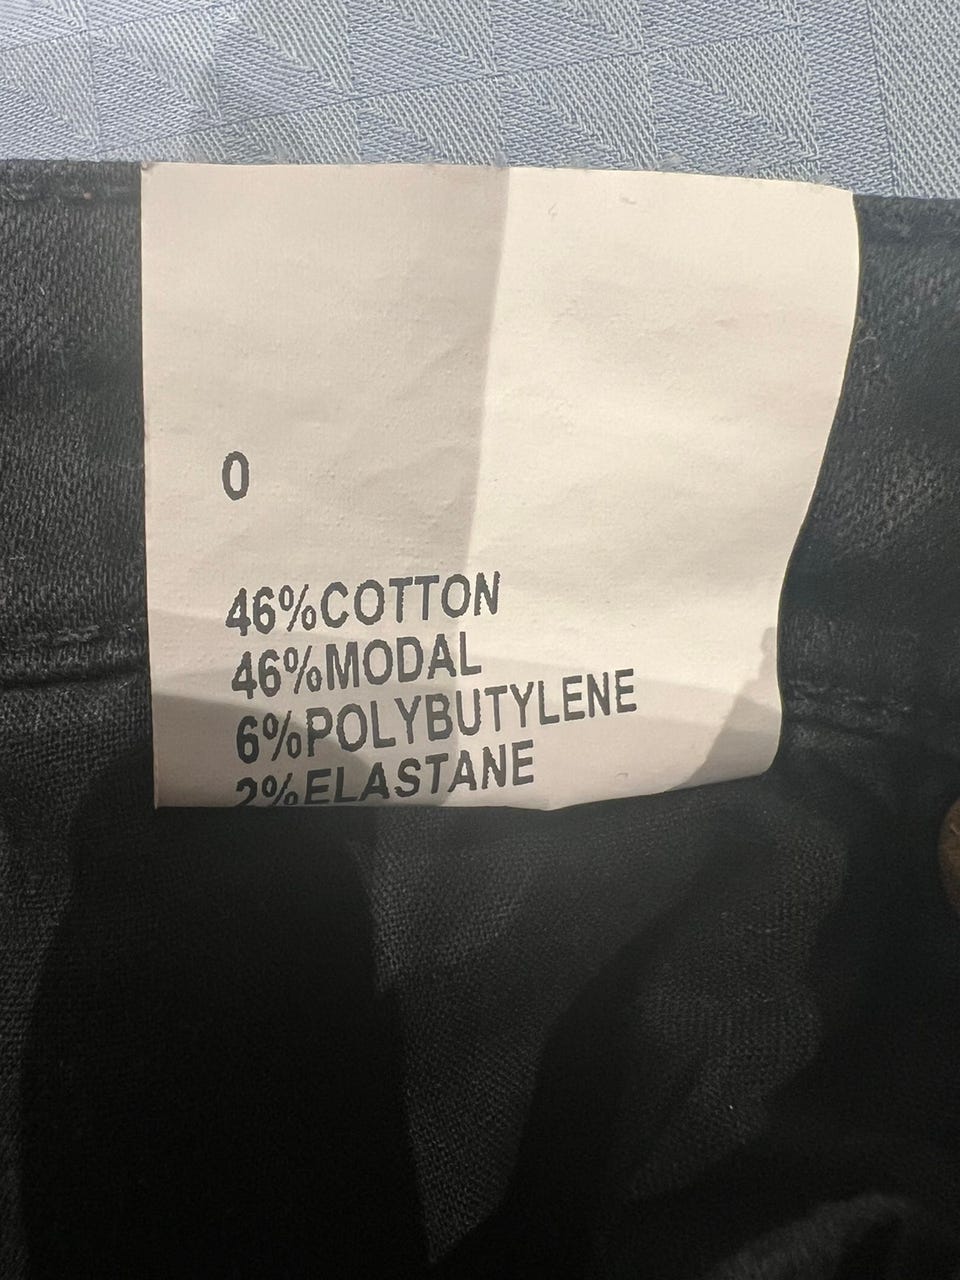 0
46%COTTON
46%MODAL
6%POLYBUTYLENE
2%ELASTANE